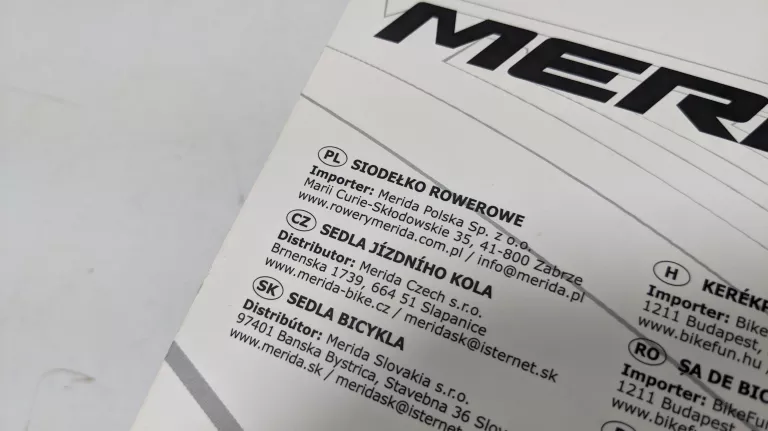 MERI
PL SIODEŁKO ROWEROWE
Importer: Merida Polska Sp. z o.o.
Marii Curie-Skłodowskie 35, 41-800 Zabrze
www.rowerymerida.com.pl / info@merida.pl
CZ SEDLA JÍZDNÍHO KOLA
Distributor: Merida Czech s.r.o.
Brnenska 1739, 664 51 Slapanice
www.merida-bike.cz / meridask@isternet.sk
SK SEDLA BICYKLA
Distribútor: Merida Slovakia s.r.o.
97401 Banska Bystrica, Stavebna 36 Slov
www.merida.sk / meridask@isternet
H KERÉKP
Importer: Bike
1211 Budapest,
www.bikefun.hu /
RO ȘA DE BIC
Importer: BikeFu
1211 Budapest,
www.bikefun